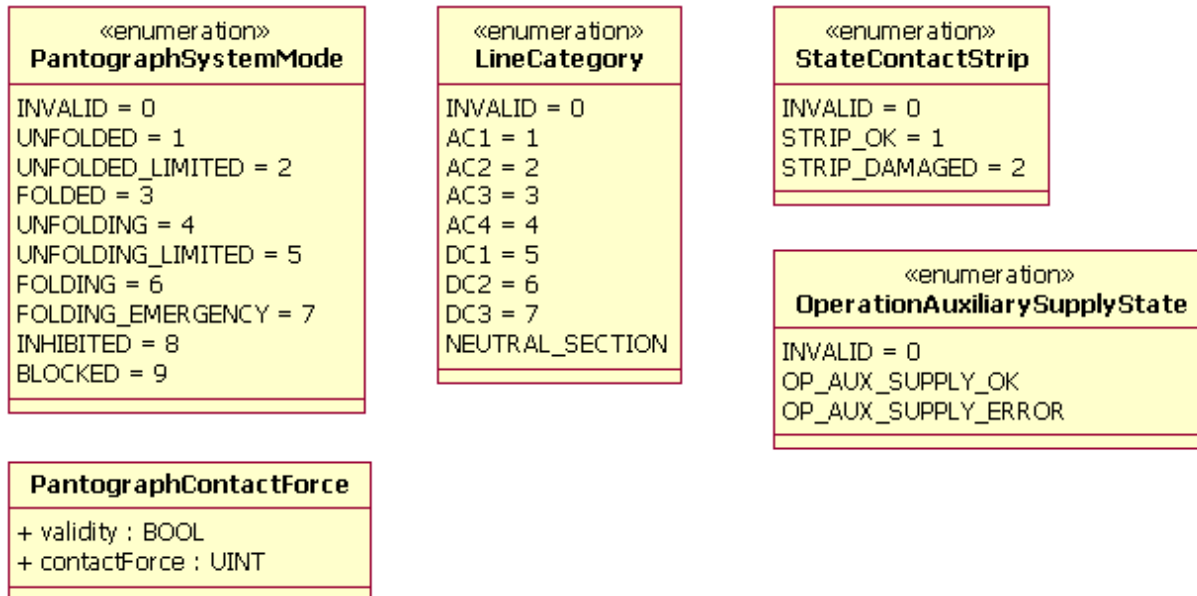 «enumeration»
PantographSystemMode
INVALID = 0
UNFOLDED = 1
UNFOLDED_LIMITED = 2
FOLDED = 3
UNFOLDING = 4
UNFOLDING_LIMITED = 5
FOLDING = 6
FOLDING_EMERGENCY = 7
INHIBITED = 8
BLOCKED = 9
«enumeration»
LineCategory
INVALID = 0
AC1 = 1
AC2 = 2
AC3 = 3
AC4 = 4
DC1 = 5
DC2 = 6
DC3 = 7
NEUTRAL_SECTION
«enumeration»
StateContactStrip
INVALID = 0
STRIP_OK = 1
STRIP_DAMAGED = 2
«enumeration»
OperationAuxiliarySupplyState
INVALID = 0
OP_AUX_SUPPLY_OK
OP_AUX_SUPPLY_ERROR
PantographContactForce
+ validity : BOOL
+ contactForce : UINT